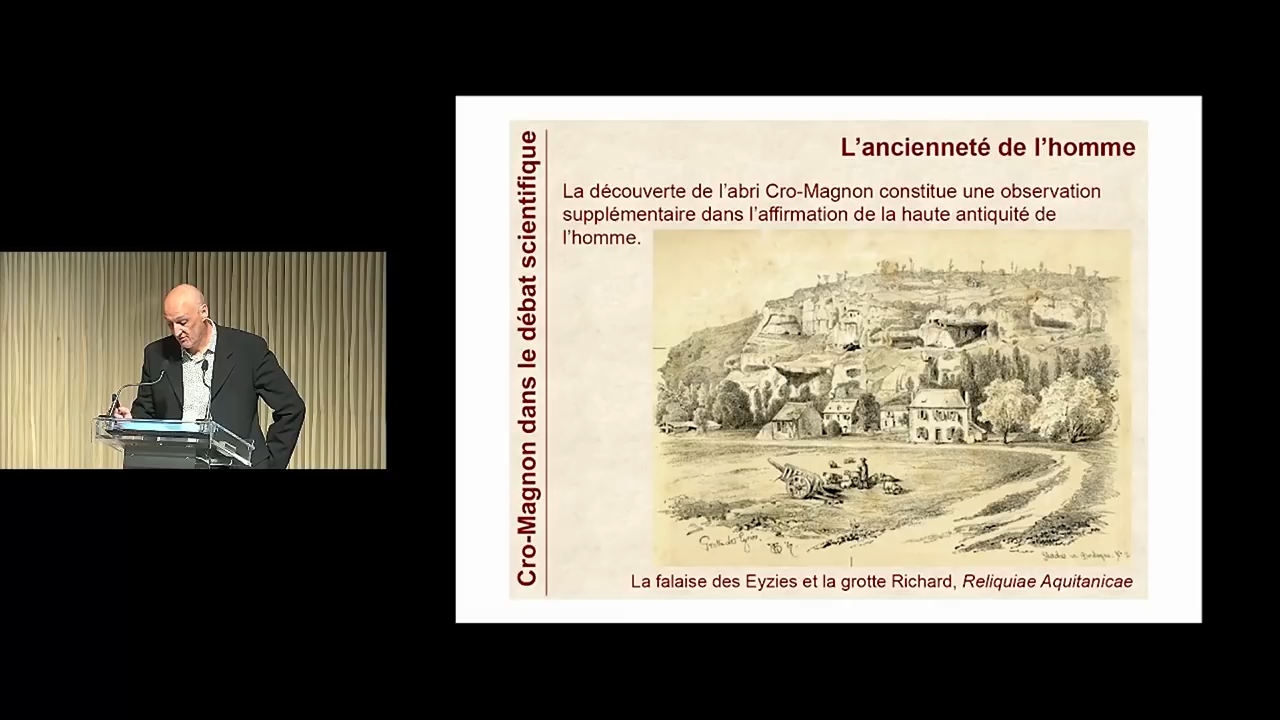 Cro-Magnon dans le débat scientifique
L'ancienneté de l'homme
La découverte de l'abri Cro-Magnon constitue une observation
supplémentaire dans l'affirmation de la haute antiquité de
l'homme.
La falaise des Eyzies et la grotte Richard, Reliquiae Aquitanicae